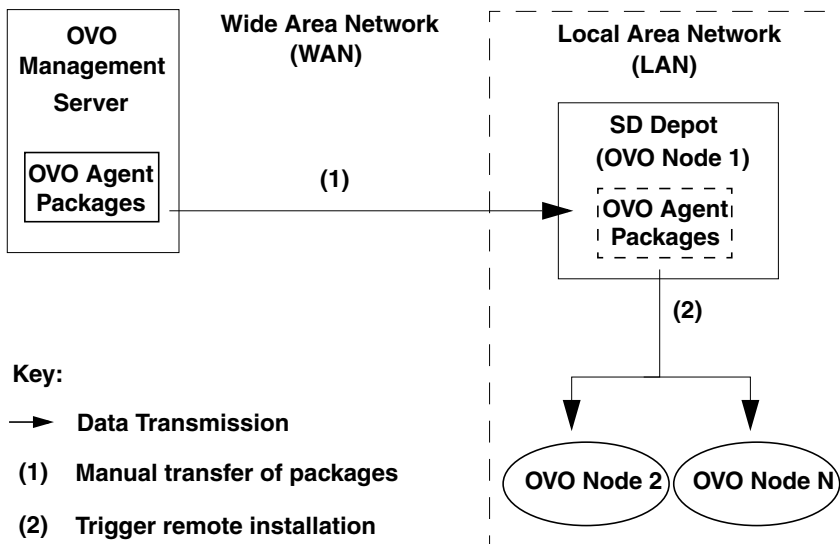 OVO
Management
Server
OVO Agent
Packages
Wide Area Network
(WAN)
(1)
Local Area Network
(LAN)
SD Depot
(OVO Node 1)
OVO Agent
Packages
(2)
OVO Node 2
OVO Node N
Key:
Data Transmission
(1) Manual transfer of packages
(2) Trigger remote installation